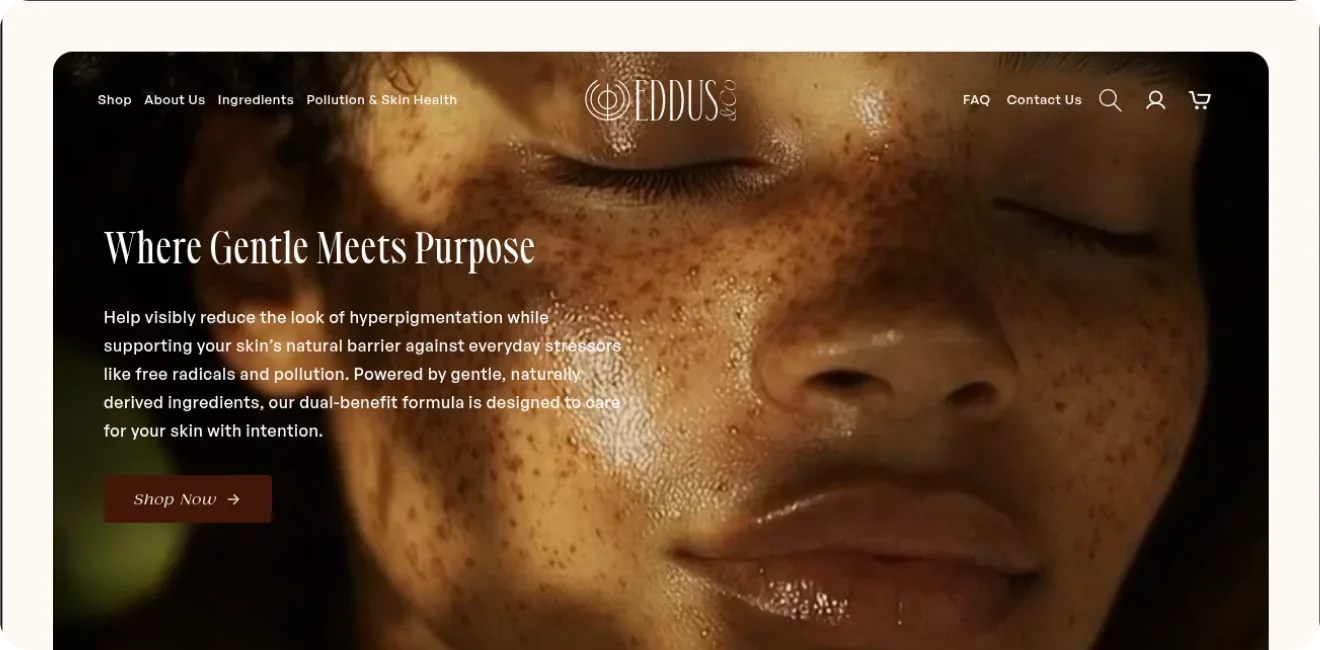 Shop About Us Ingredients Pollution & Skin Health
EDDUS &CO
FAQ Contact Us
Where Gentle Meets Purpose
Help visibly reduce the look of hyperpigmentation while
supporting your skin’s natural barrier against everyday stressors
like free radicals and pollution. Powered by gentle, naturally
derived ingredients, our dual-benefit formula is designed to care
for your skin with intention.
Shop Now →